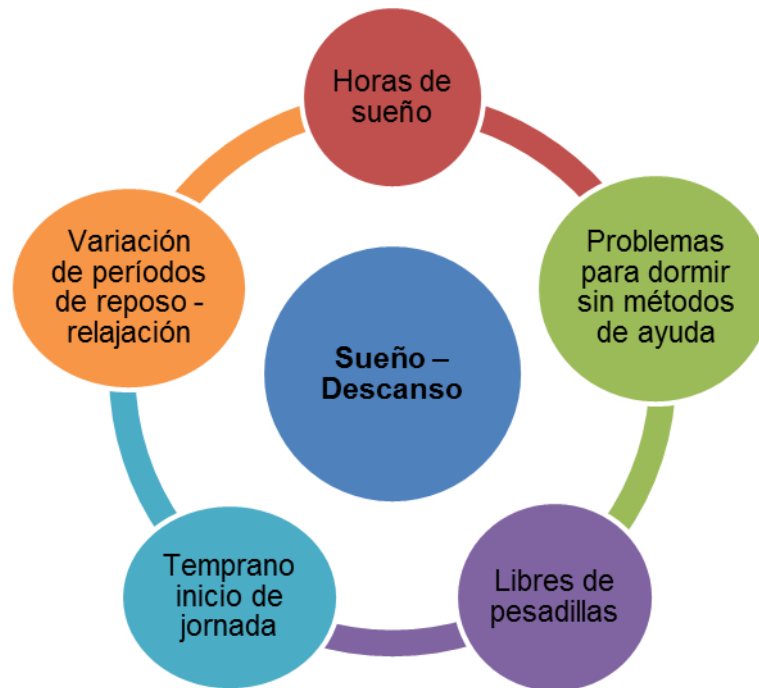 Horas de
sueño
Problemas
para dormir
sin métodos
de ayuda
Libres de
pesadillas
Temprano
inicio de
jornada
Variación
de períodos
de reposo -
relajación
Sueño –
Descanso